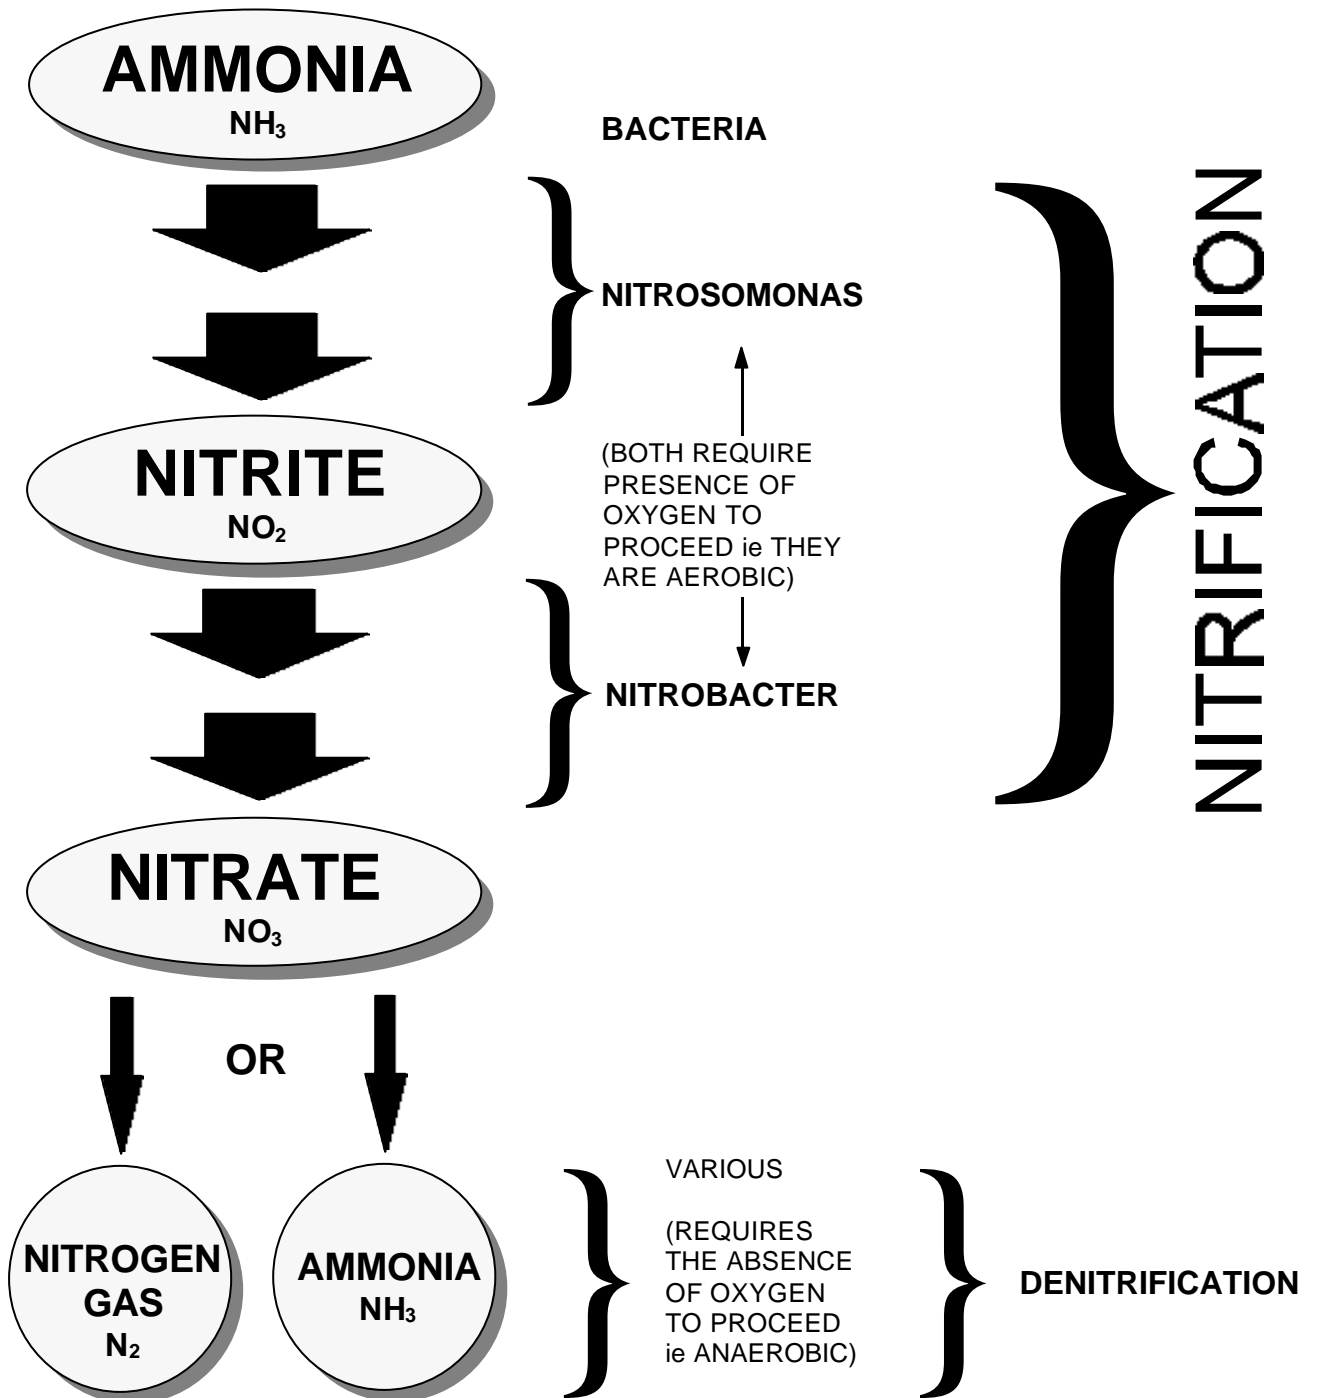 AMMONIA
NH₃
BACTERIA
NITROSOMONAS
NITRITE
NO₂
(BOTH REQUIRE
PRESENCE OF
OXYGEN TO
PROCEED ie THEY
ARE AEROBIC)
NITROBACTER
NITRIFICATION
NITRATE
NO₃
OR
NITROGEN
GAS
N₂
AMMONIA
NH₃
VARIOUS
(REQUIRES
THE ABSENCE
OF OXYGEN
TO PROCEED
ie ANAEROBIC)
DENITRIFICATION